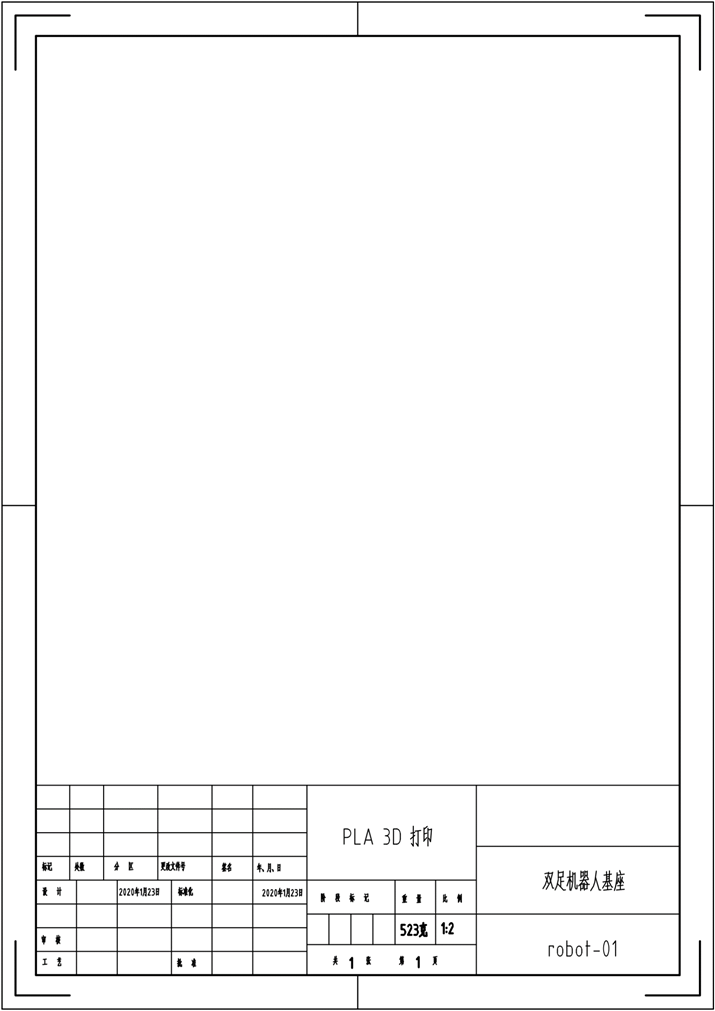 PLA 3D 打印
标记 处数 分 区 更改文件号 签名 年、月、日
双足机器人基座
设 计 2020年1月23日 标准化 2020年1月23日
阶 段 标 记 重 量 比 例
523克 1:2
审 核
robot-01
工 艺 批 准
共 1 张 第 1 页